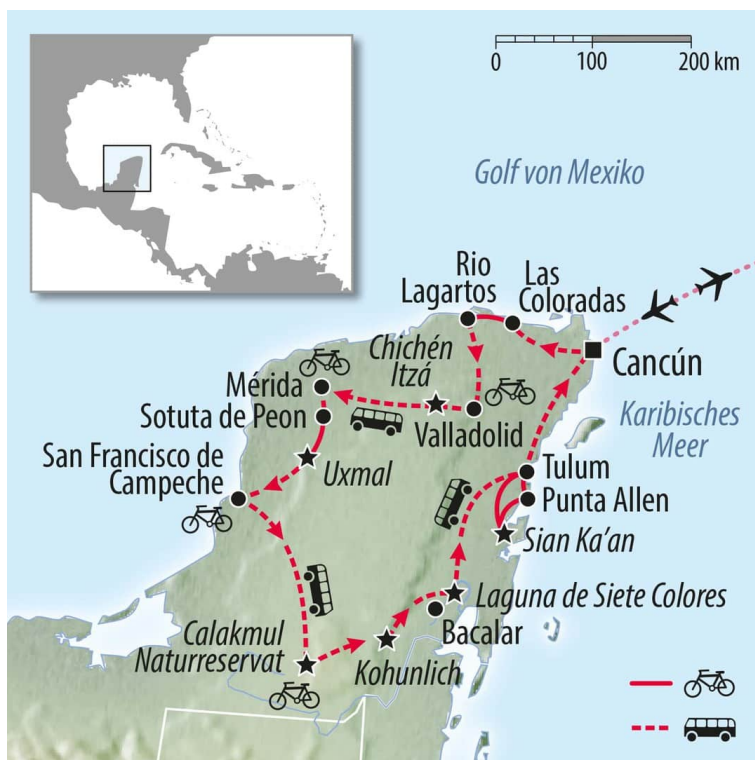 0
100
200 km
Golf von Mexiko
Rio
Lagartos
Las
Coloradas
Cancún
Chichén
Itzá
Mérida
Sotuta de Peon
Valladolid
Karibisches
Meer
San Francisco de
Campeche
Uxmal
Tulum
Punta Allen
Sian Ka'an
Laguna de Siete Colores
Bacalar
Calakmul
Naturreservat
Kohunlich